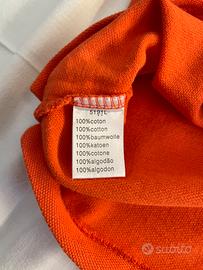 5191L
100%coton
100%cotton
100%baumwolle
100%katoen
100%cotone
100%algodão
100%algodon
subito